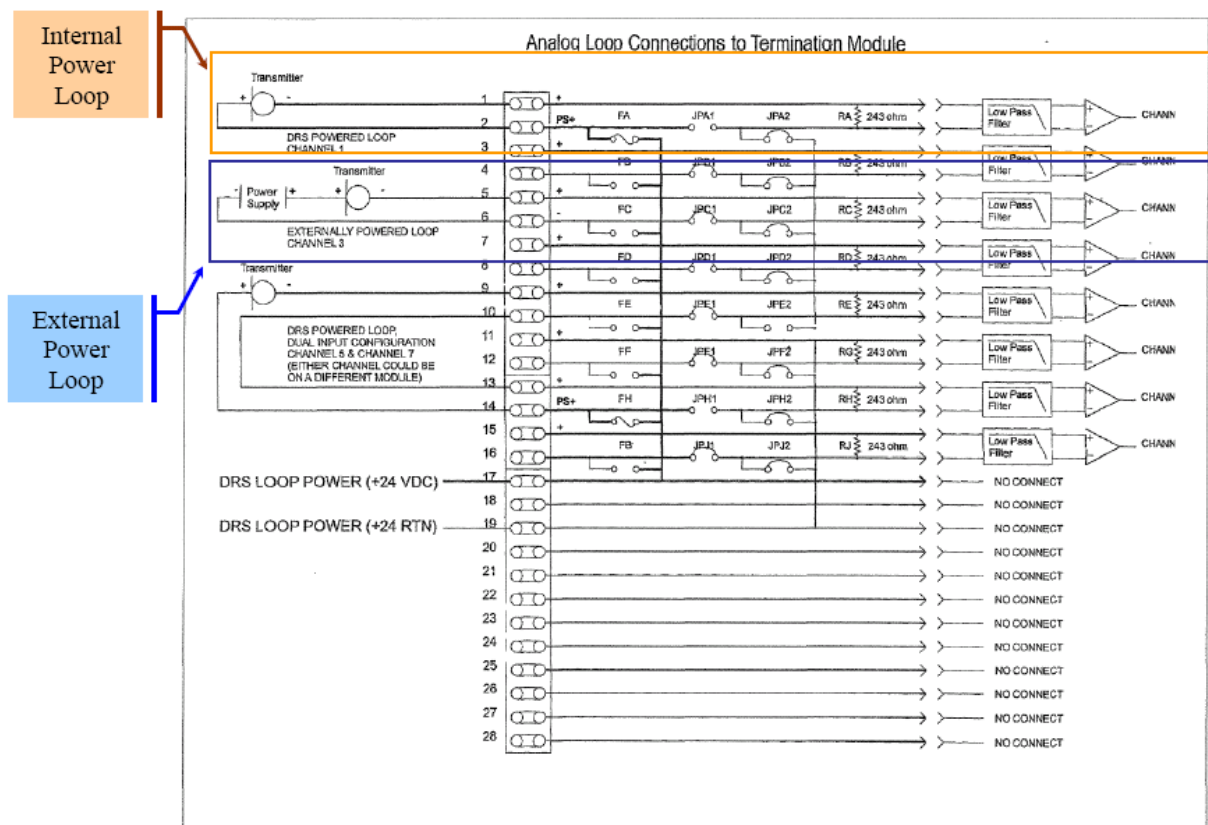 Internal
Power
Loop
External
Power
Loop
Analog Loop Connections to Termination Module
Transmitter
+ -
DRS POWERED LOOP
CHANNEL 1
Transmitter
- Power + + -
Supply
EXTERNALLY POWERED LOOP
CHANNEL 3
Transmitter
+ -
DRS POWERED LOOP,
DUAL INPUT CONFIGURATION
CHANNEL 5 & CHANNEL 7
(EITHER CHANNEL COULD BE
ON A DIFFERENT MODULE)
DRS LOOP POWER (+24 VDC)
DRS LOOP POWER (+24 RTN)
1 +
2 PS+ FA JPA1 JPA2 RA 243 ohm Low Pass Filter + - CHANN
3 +
4 FB JPB1 JPB2 RB 243 ohm Low Pass Filter + - CHANN
5 +
6 - FC JPC1 JPC2 RC 243 ohm Low Pass Filter + - CHANN
7 +
8 FD JPD1 JPD2 RD 243 ohm Low Pass Filter + - CHANN
9 +
10 FE JPE1 JPE2 RE 243 ohm Low Pass Filter + - CHANN
11 +
12 FF JPF1 JPF2 RG 243 ohm Low Pass Filter + - CHANN
13 +
14 PS+ FH JPH1 JPH2 RH 243 ohm Low Pass Filter + - CHANN
15 +
16 FB JPJ1 JPJ2 RJ 243 ohm Low Pass Filter + - CHANN
17 NO CONNECT
18 NO CONNECT
19 NO CONNECT
20 NO CONNECT
21 NO CONNECT
22 NO CONNECT
23 NO CONNECT
24 NO CONNECT
25 NO CONNECT
26 NO CONNECT
27 NO CONNECT
28 NO CONNECT